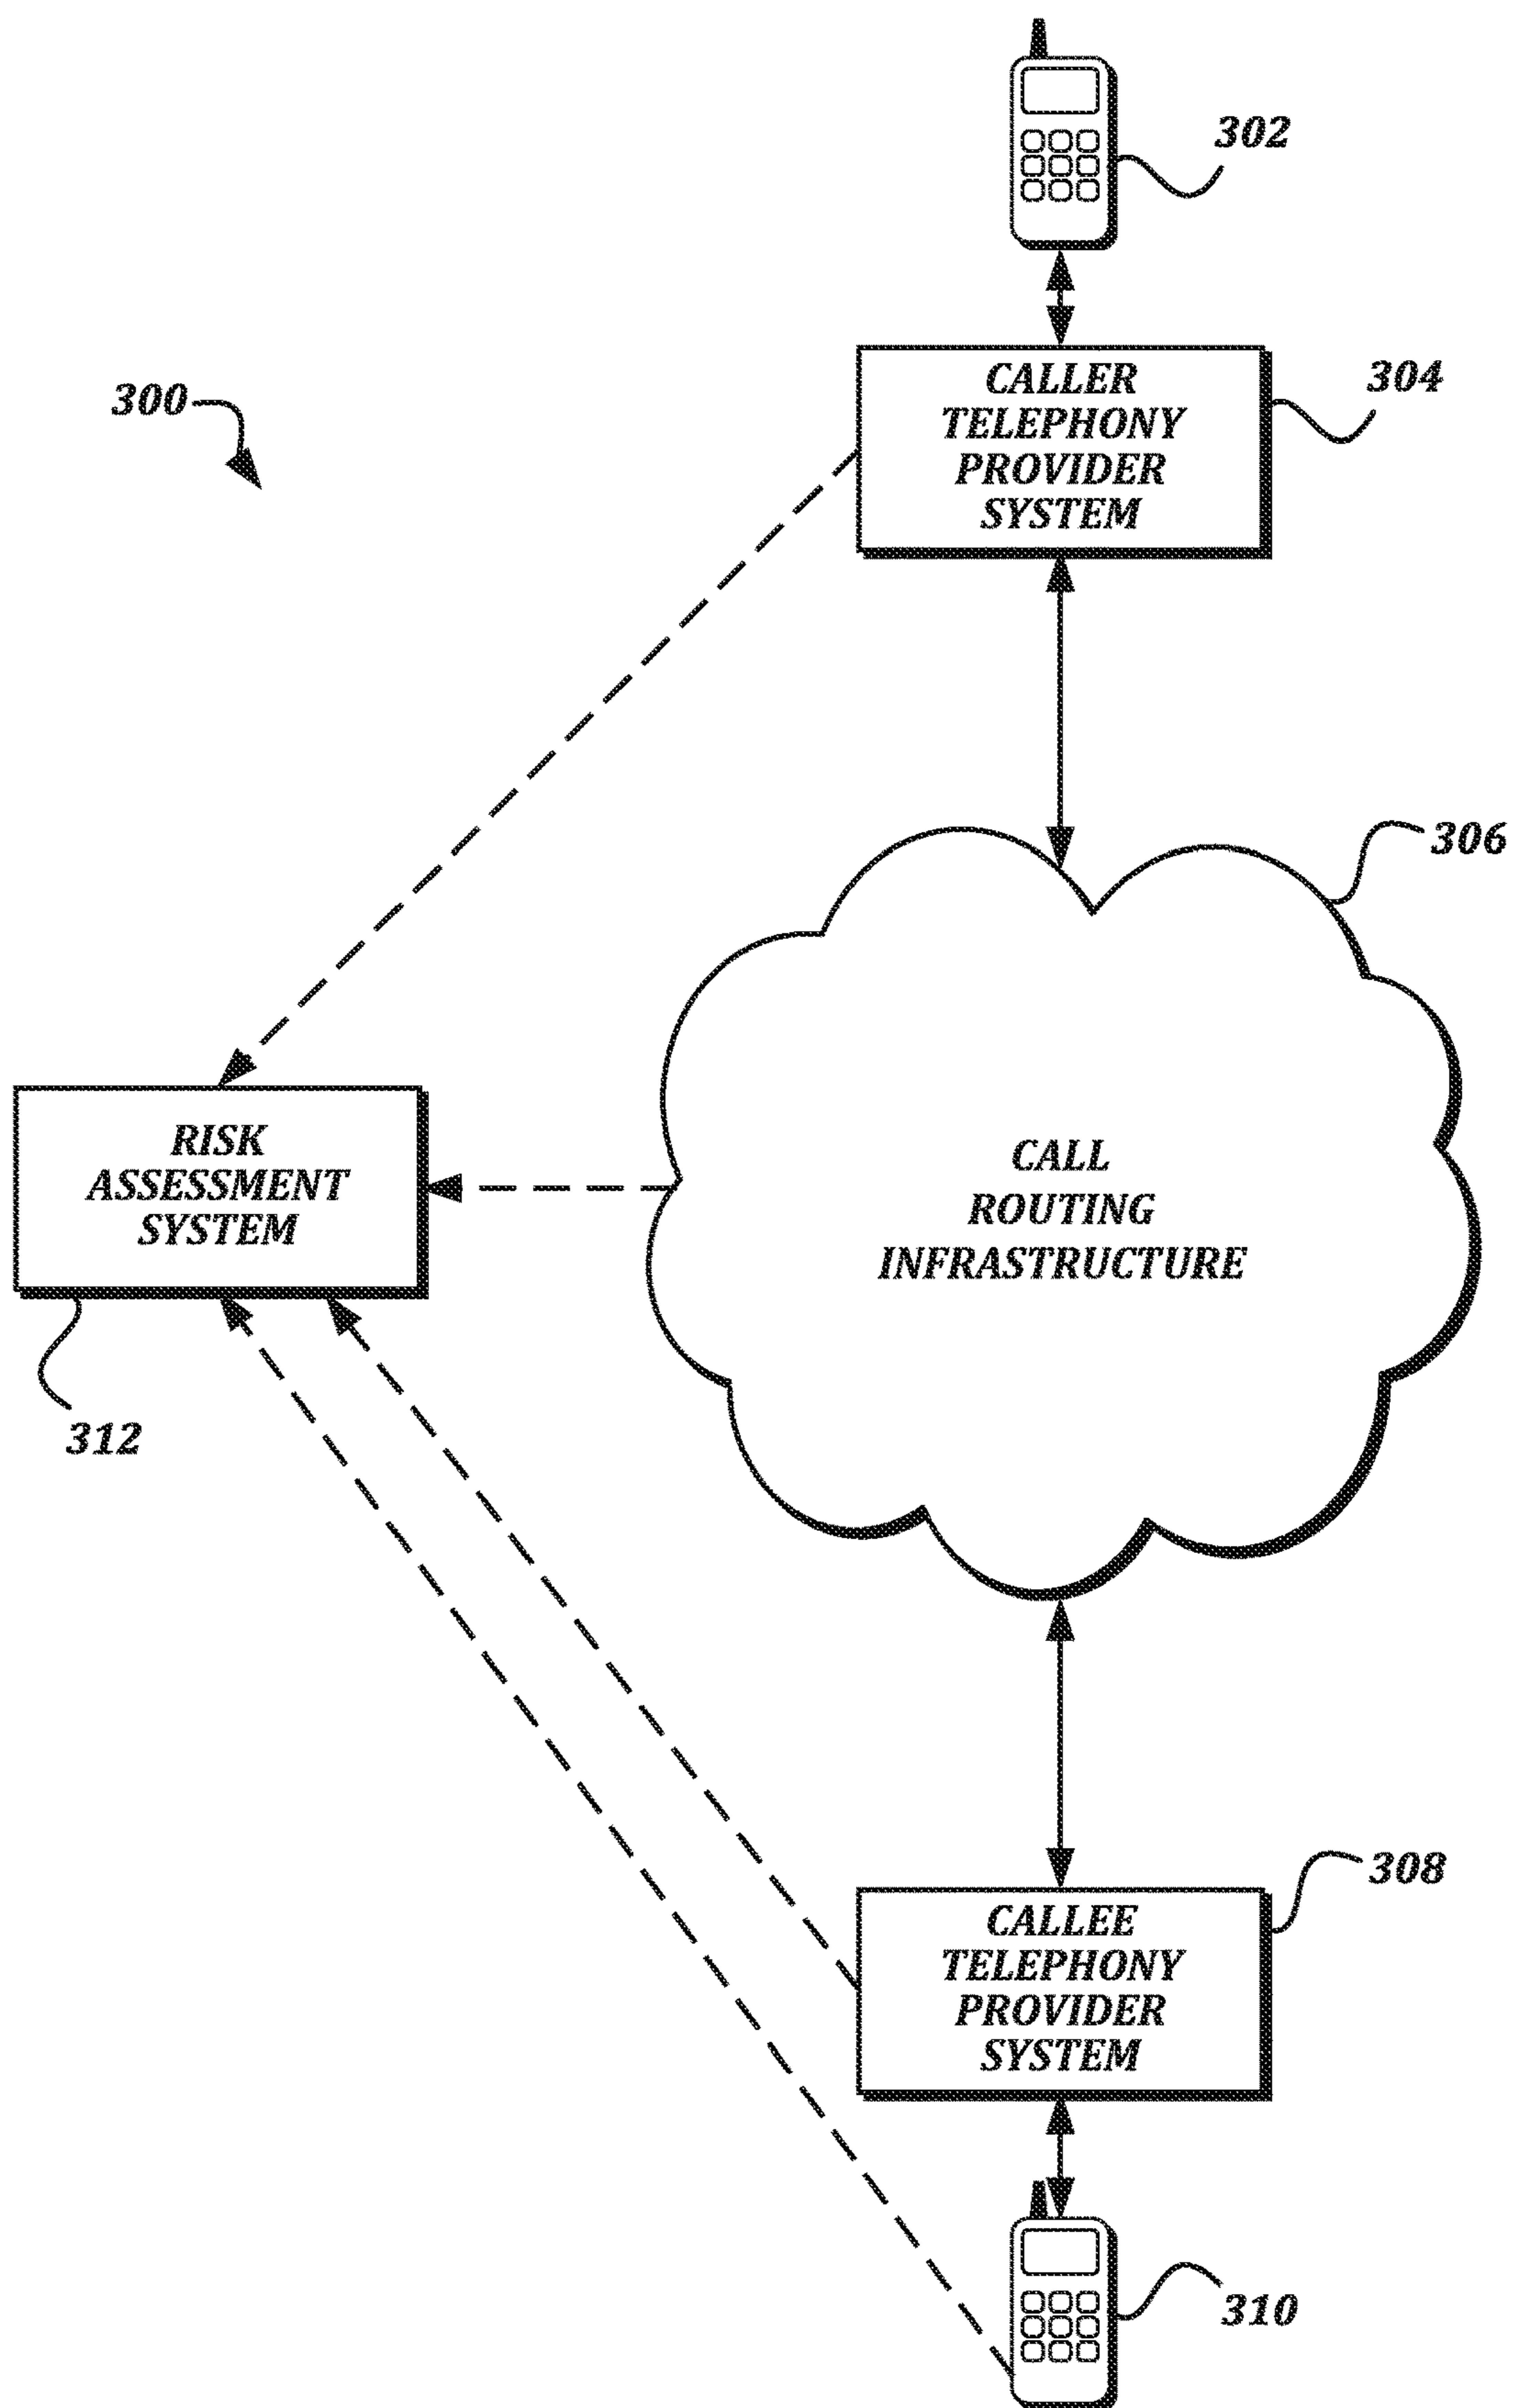 302
CALLER
TELEPHONY
PROVIDER
SYSTEM
304
300
306
RISK
ASSESSMENT
SYSTEM
CALL
ROUTING
INFRASTRUCTURE
312
308
CALLEE
TELEPHONY
PROVIDER
SYSTEM
310